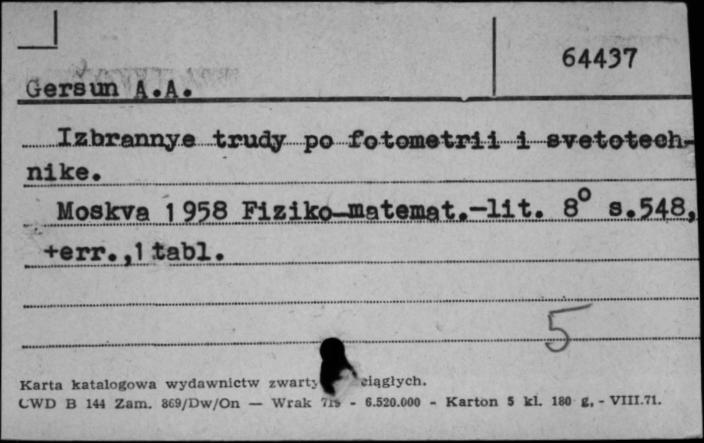 64437
Gersun A.A.
Izbrannye trudy po fotometrii i svetotech-
nike.
Moskva 1958 Fiziko-matemat.-lit. 8° s.548,
+err.,1 tabl.
5
Karta katalogowa wydawnictw ciągłych.
CWD B 144 Zam. 869/Dw/On — Wrak 715 - 6.520.000 - Karton 5 kl. 180 g. - VIII.71.